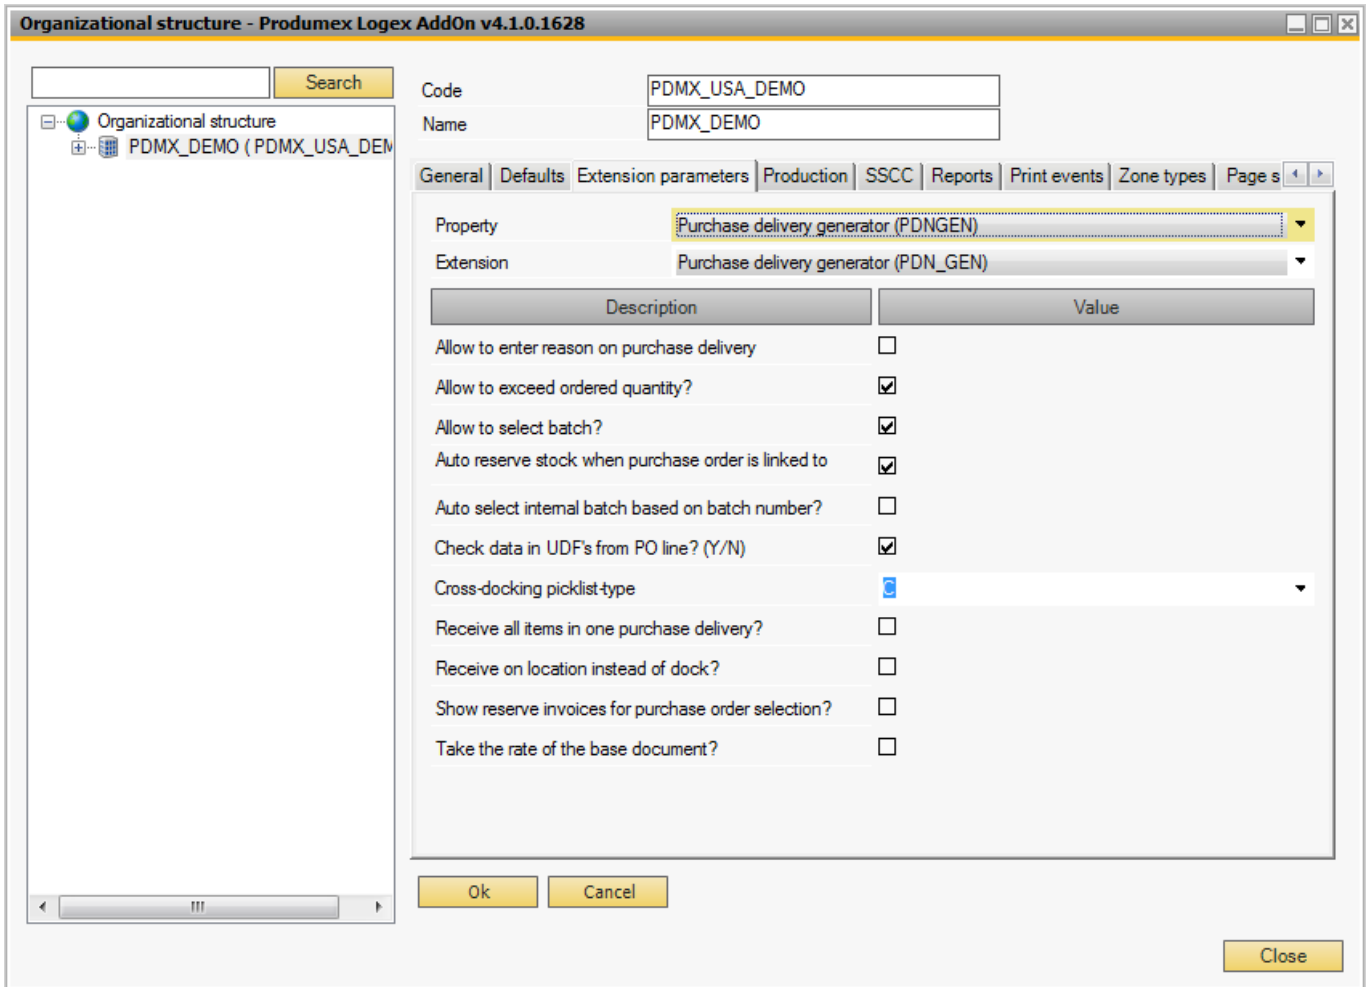 Organizational structure - Produmex Logex AddOn v4.1.0.1628
Search
Organizational structure
PDMX_DEMO ( PDMX_USA_DEM
Code PDMX_USA_DEMO
Name PDMX_DEMO
General Defaults Extension parameters Production SSCC Reports Print events Zone types Page s
Property Purchase delivery generator (PDNGEN)
Extension Purchase delivery generator (PDN_GEN)
Description Value
Allow to enter reason on purchase delivery
Allow to exceed ordered quantity?
Allow to select batch?
Auto reserve stock when purchase order is linked to
Auto select internal batch based on batch number?
Check data in UDF's from PO line? (Y/N)
Cross-docking picklist-type C
Receive all items in one purchase delivery?
Receive on location instead of dock?
Show reserve invoices for purchase order selection?
Take the rate of the base document?
Ok Cancel
Close